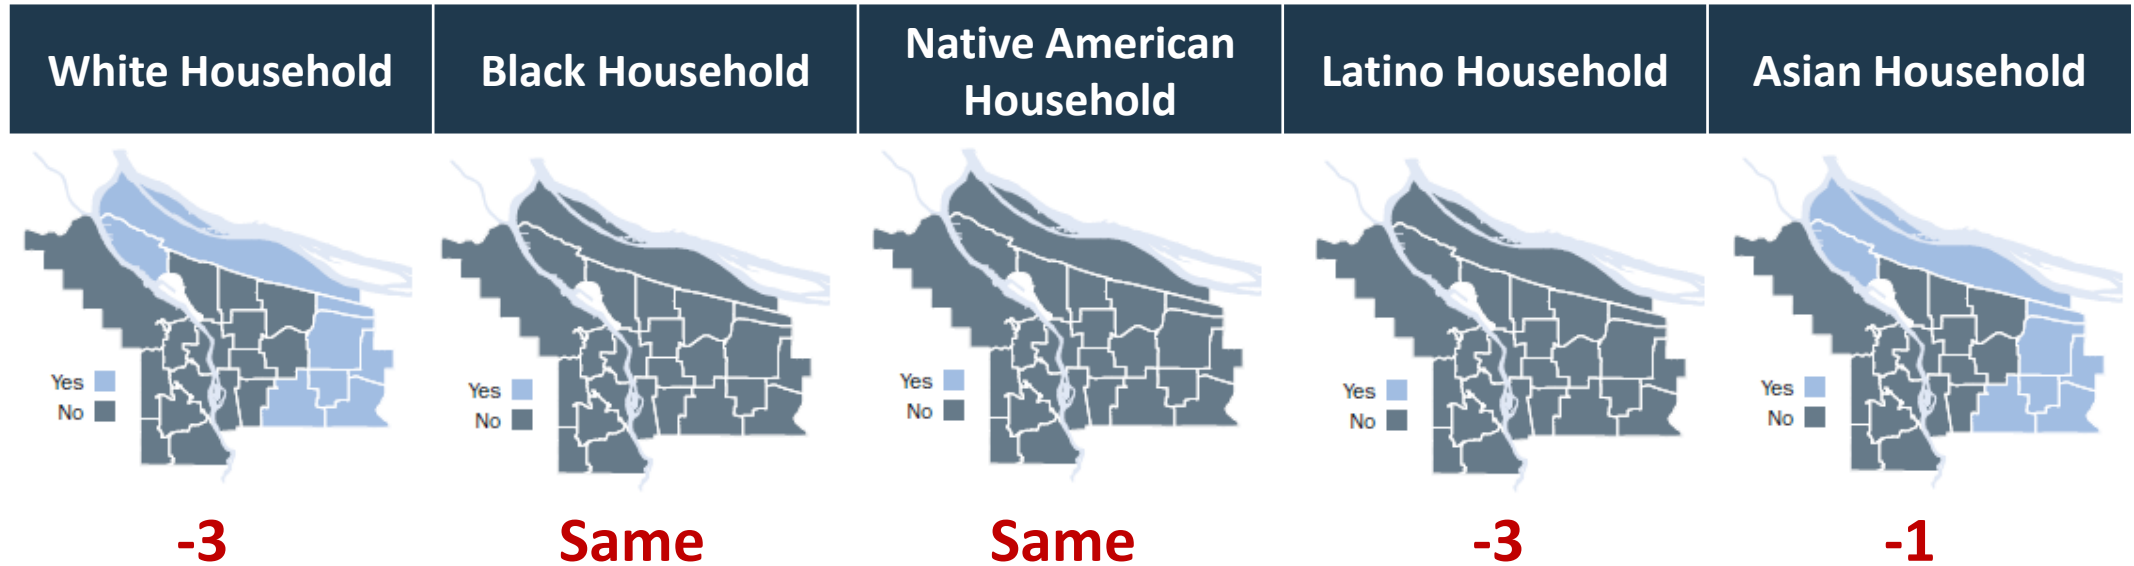 White Household
Black Household
Native American
Household
Latino Household
Asian Household
Yes
No
Yes
No
Yes
No
Yes
No
Yes
No
-3
Same
Same
-3
-1